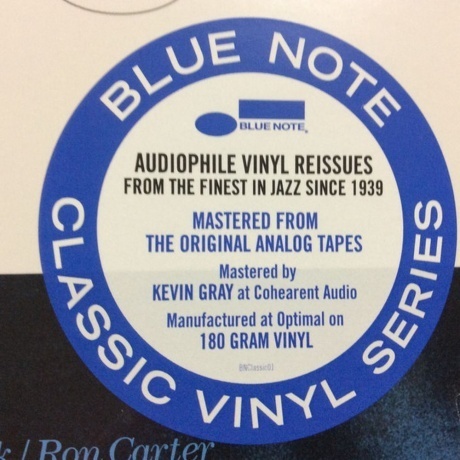 BLUE NOTE
BLUE NOTE
AUDIOPHILE VINYL REISSUES
FROM THE FINEST IN JAZZ SINCE 1939
MASTERED FROM
THE ORIGINAL ANALOG TAPES
Mastered by
KEVIN GRAY at Cohearent Audio
Manufactured at Optimal on
180 GRAM VINYL
BNClassic01
CLASSIC VINYL SERIES
/ Ron Carter